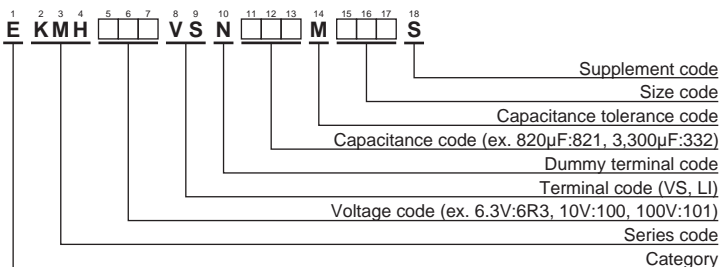 1 2 3 4 5 6 7 8 9 10 11 12 13 14 15 16 17 18
E KMH □□□ VS N □□□ M □□□ S
Supplement code
Size code
Capacitance tolerance code
Capacitance code (ex. 820μF:821, 3,300μF:332)
Dummy terminal code
Terminal code (VS, LI)
Voltage code (ex. 6.3V:6R3, 10V:100, 100V:101)
Series code
Category